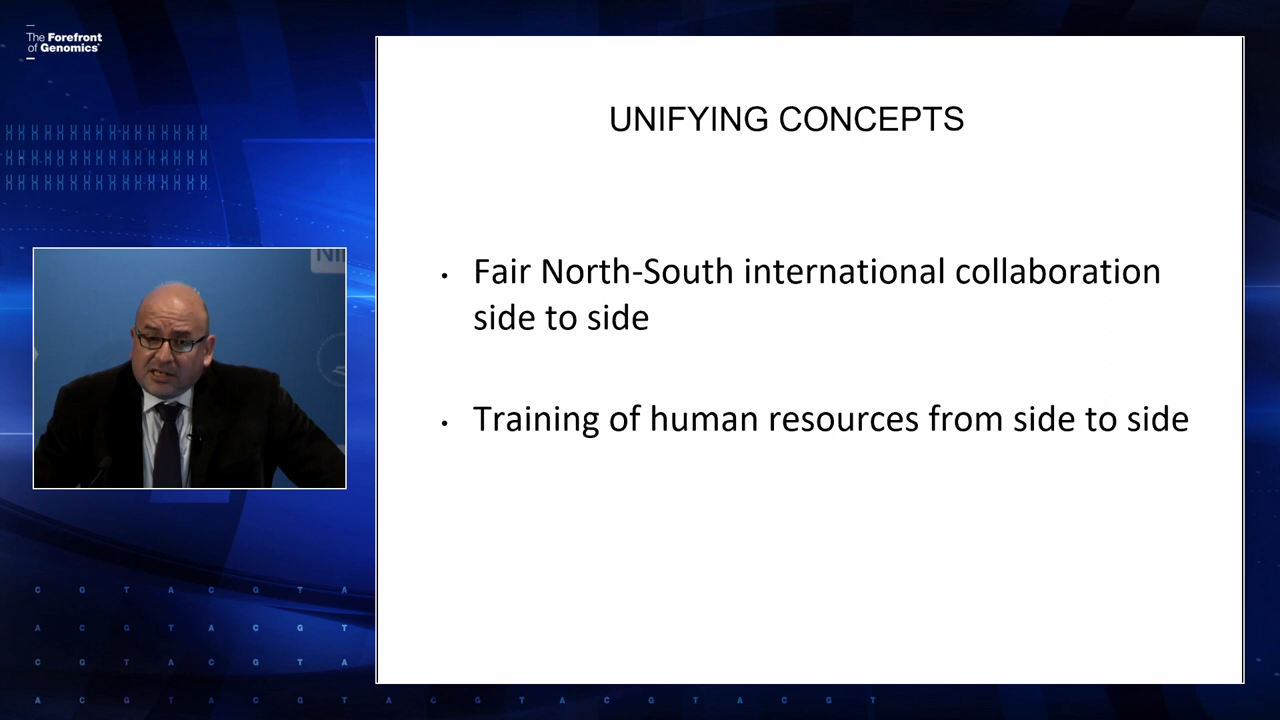 The Forefront
of Genomics
NI
UNIFYING CONCEPTS
• Fair North-South international collaboration
side to side
• Training of human resources from side to side
C G T A C G T A
A C G T A C G T
C G T A C G T A
A C G T A C G T A C G T A C G T A C G T